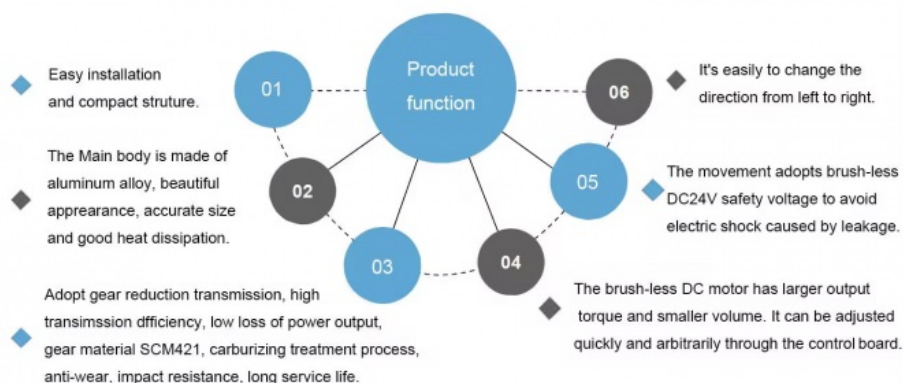 Product
function
01
Easy installation
and compact struture.
02
The Main body is made of
aluminum alloy, beautiful
apprearance, accurate size
and good heat dissipation.
03
Adopt gear reduction transmission, high
transimssion dfficiency, low loss of power output,
gear material SCM421, carburizing treatment process,
anti-wear, impact resistance, long service life.
04
The brush-less DC motor has larger output
torque and smaller volume. It can be adjusted
quickly and arbitrarily through the control board.
05
The movement adopts brush-less
DC24V safety voltage to avoid
electric shock caused by leakage.
06
It's easily to change the
direction from left to right.